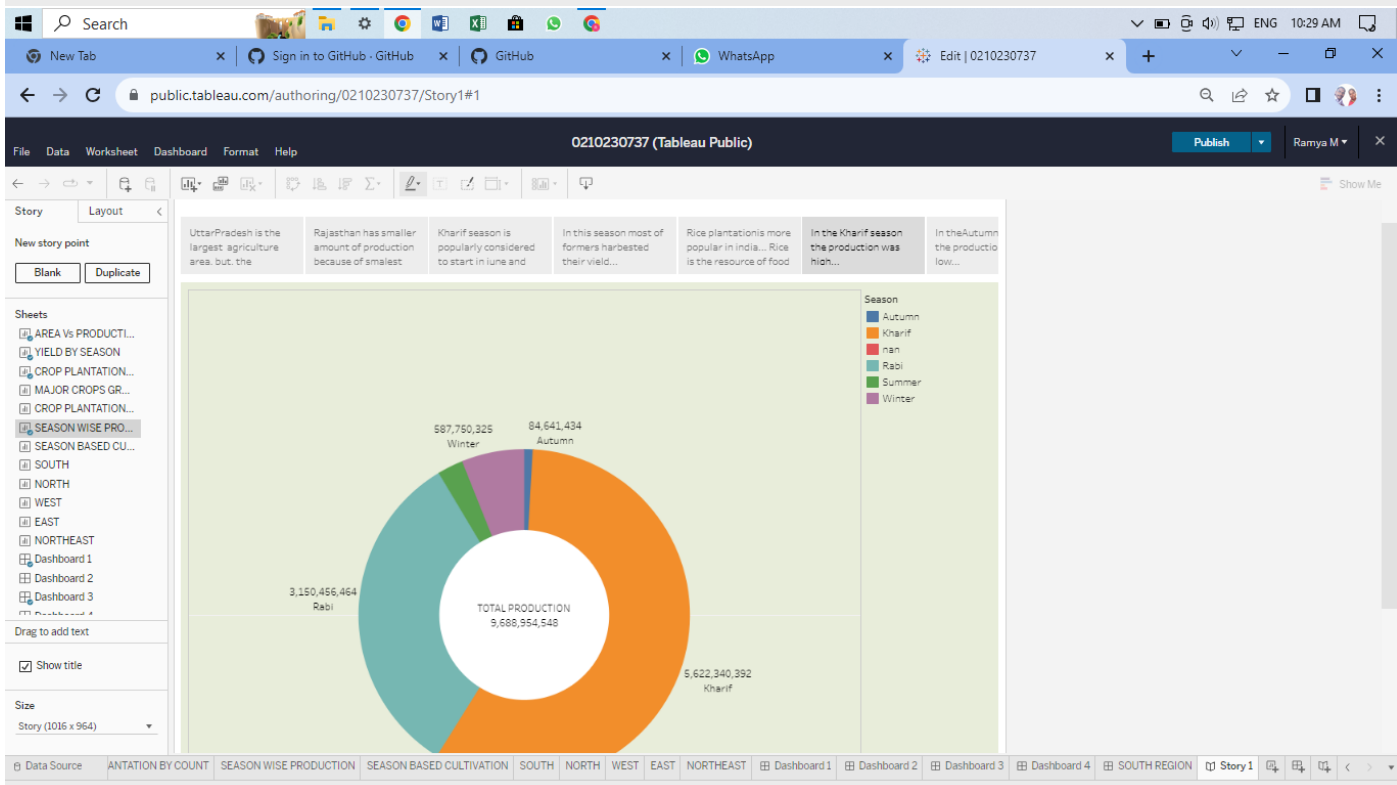 Search
ENG 10:29 AM
New Tab
Sign in to GitHub · GitHub
GitHub
WhatsApp
Edit | 0210230737
public.tableau.com/authoring/0210230737/Story1#1
0210230737 (Tableau Public)
Publish
Ramya M
File Data Worksheet Dashboard Format Help
Show Me
Story Layout
New story point
Blank Duplicate
UttarPradesh is the
largest agriculture
area. but. the
Rajasthan has smaller
amount of production
because of smalest
Kharif season is
popularly considered
to start in june and
In this season most of
formers harbested
their yield...
Rice plantationis more
popular in india... Rice
is the resource of food
In the Kharif season
the production was
high...
In theAutumn
the productio
low...
Sheets
AREA Vs PRODUCTI...
YIELD BY SEASON
CROP PLANTATION...
MAJOR CROPS GR...
CROP PLANTATION...
SEASON WISE PRO...
SEASON BASED CU...
SOUTH
NORTH
WEST
EAST
NORTHEAST
Dashboard 1
Dashboard 2
Dashboard 3
Dashboard 4
Drag to add text
Show title
Size
Story (1016 x 964)
Season
Autumn
Kharif
nan
Rabi
Summer
Winter
587,750,325
Winter
84,641,434
Autumn
3,150,456,464
Rabi
TOTAL PRODUCTION
9,688,954,548
5,622,340,392
Kharif
Data Source ANTATION BY COUNT SEASON WISE PRODUCTION SEASON BASED CULTIVATION SOUTH NORTH WEST EAST NORTHEAST Dashboard 1 Dashboard 2 Dashboard 3 Dashboard 4 SOUTH REGION Story 1